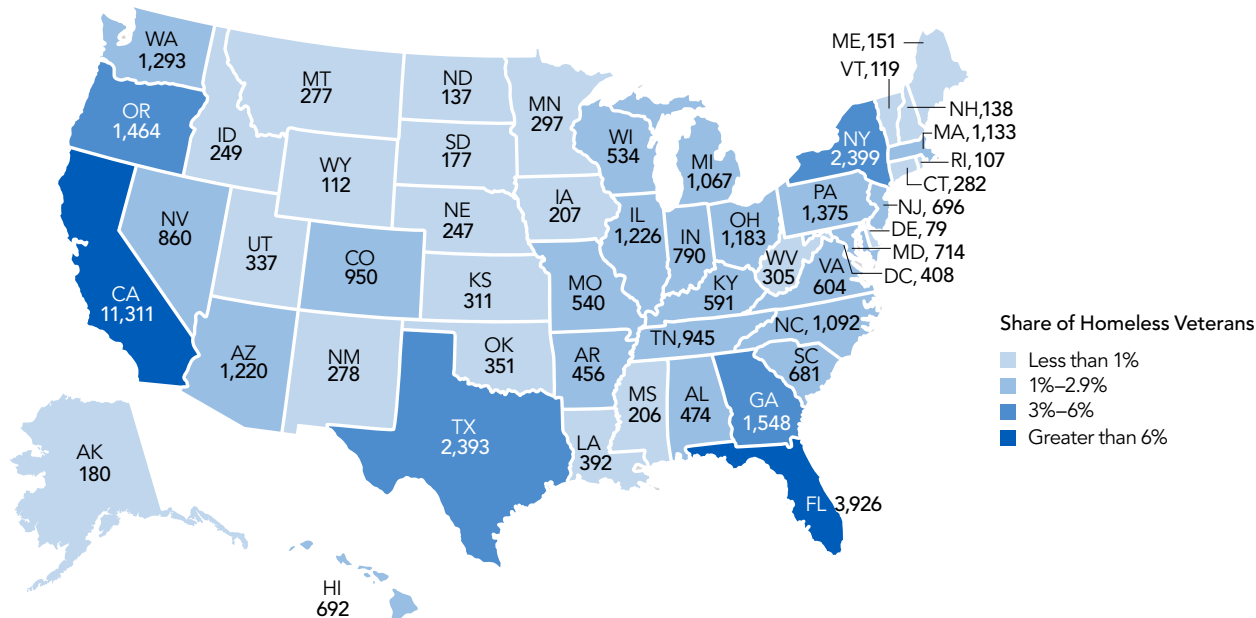 WA
1,293
OR
1,464
CA
11,311
ID
249
NV
860
MT
277
WY
112
UT
337
AZ
1,220
CO
950
NM
278
ND
137
SD
177
NE
247
KS
311
OK
351
TX
2,393
MN
297
IA
207
MO
540
AR
456
LA
392
WI
534
IL
1,226
MI
1,067
IN
790
OH
1,183
KY
591
TN,945
MS
206
AL
474
GA
1,548
FL 3,926
SC
681
NC, 1,092
VA
604
WV
305
PA
1,375
NY
2,399
ME,151
VT,119
NH,138
MA, 1,133
RI, 107
CT, 282
NJ, 696
DE, 79
MD, 714
DC, 408
AK
180
HI
692
Share of Homeless Veterans
Less than 1%
1%–2.9%
3%–6%
Greater than 6%